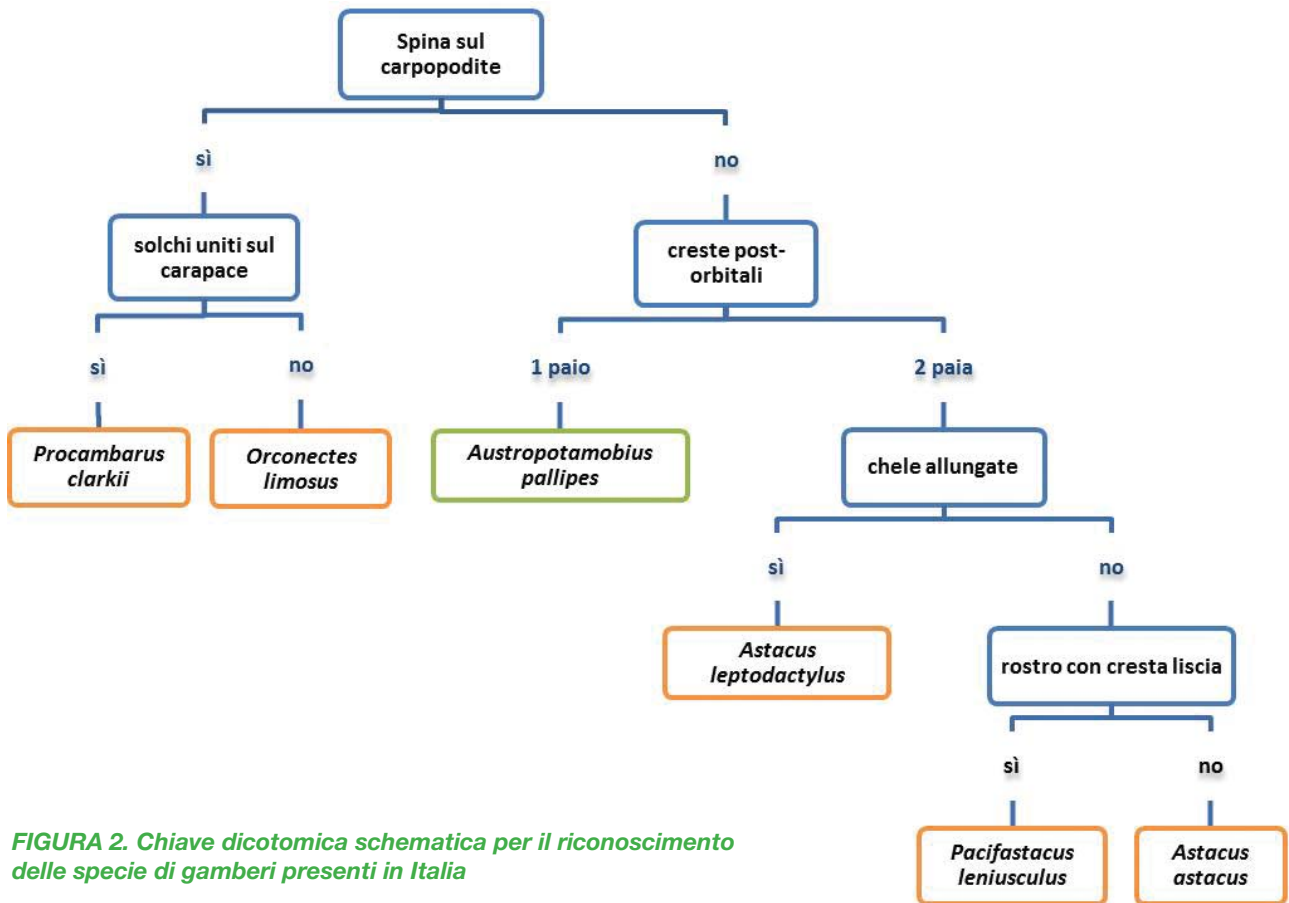 Spina sul
carpopodite
sì
no
solchi uniti sul
carapace
creste post-
orbitali
sì
no
1 paio
2 paia
Procambarus
clarkii
Orconectes
limosus
Austropotamobius
pallipes
chele allungate
sì
no
Astacus
leptodactylus
rostro con cresta liscia
sì
no
Pacifastacus
leniusculus
Astacus
astacus
FIGURA 2. Chiave dicotomica schematica per il riconoscimento
delle specie di gamberi presenti in Italia